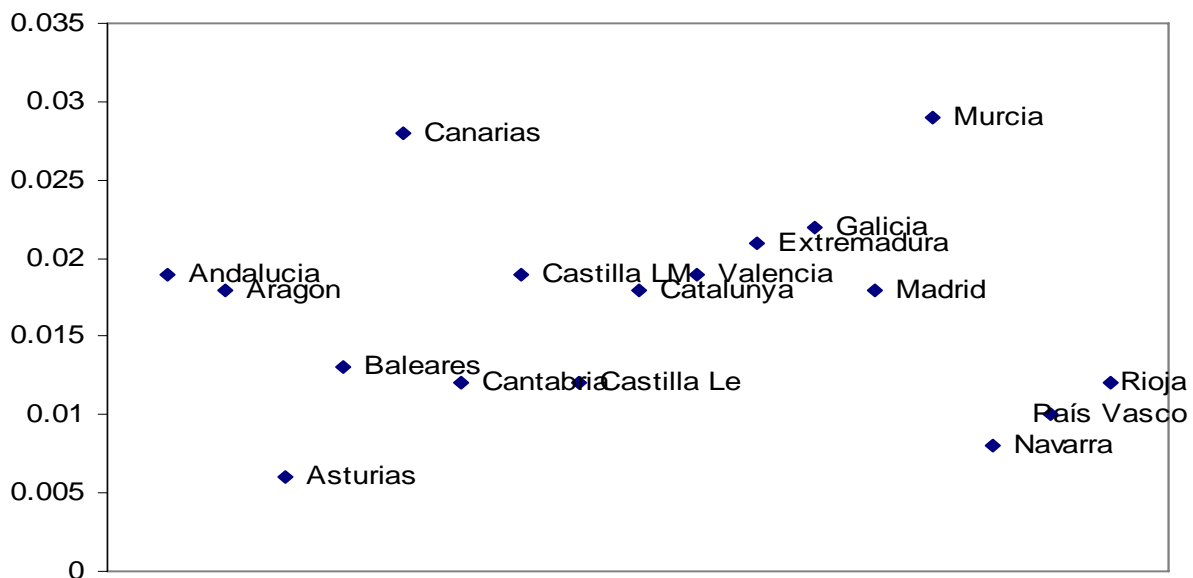 0.035
0.03
0.025
0.02
0.015
0.01
0.005
0
Murcia
Canarias
Galicia
Extremadura
Andalucia
Castilla LM
Valencia
Aragon
Catalunya
Madrid
Baleares
Cantabria
Castilla Le
Rioja
País Vasco
Navarra
Asturias